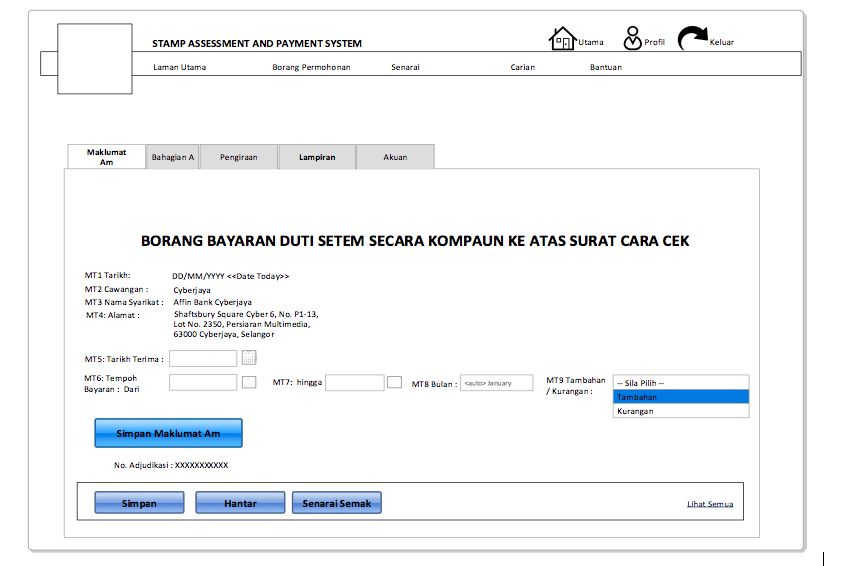 STAMP ASSESSMENT AND PAYMENT SYSTEM
Utama
Profil
Keluar
Laman Utama
Borang Permohonan
Senarai
Carian
Bantuan
Maklumat
Am
Bahagian A
Pengiraan
Lampiran
Akuan
BORANG BAYARAN DUTI SETEM SECARA KOMPAUN KE ATAS SURAT CARA CEK
MT1 Tarikh: DD/MM/YYYY <<Date Today>>
MT2 Cawangan : Cyberjaya
MT3 Nama Syarikat : Affin Bank Cyberjaya
MT4: Alamat : Shaftsbury Square Cyber 6, No. P1-13,
Lot No. 2350, Persiaran Multimedia,
63000 Cyberjaya, Selangor
MT5: Tarikh Terima :
MT6: Tempoh
Bayaran : Dari
MT7: hingga
MT8 Bulan : <auto> January
MT9 Tambahan
/ Kurangan :
-- Sila Pilih --
Tambahan
Kurangan
Simpan Maklumat Am
No. Adjudikasi : XXXXXXXXXXX
Simpan
Hantar
Senarai Semak
Lihat Semua